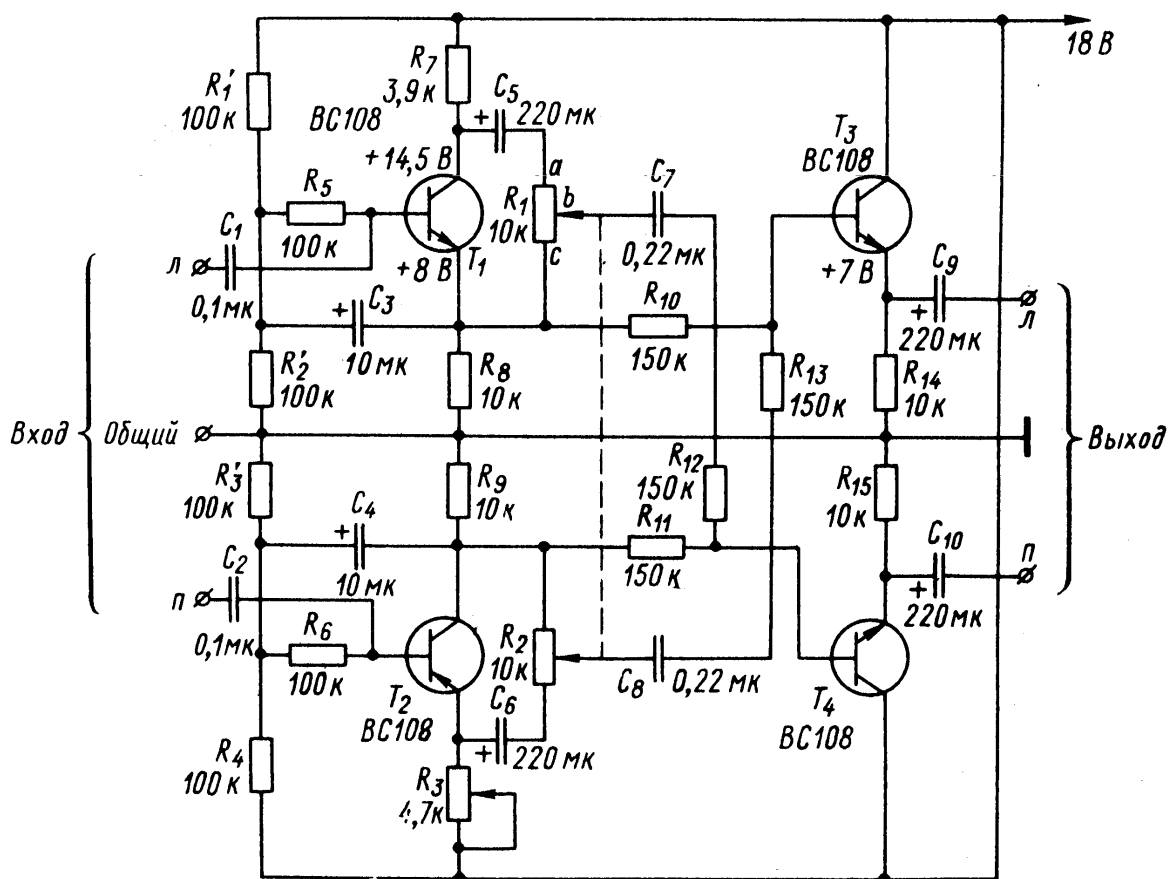 18 В
R₁'
100 к
R₇
3,9 к
C₅
220 мк
ВС108
+14,5 В
T₃
ВС108
R₅
100 к
a
b
c
R₁
10 к
C₇
0,22 мк
C₁
Л
0,1 мк
T₁
+8 В
+7 В
C₉
Л
220 мк
C₃
10 мк
R₁₀
150 к
R₂'
100 к
R₈
10 к
R₁₃
150 к
R₁₄
10 к
Вход
Общий
Выход
R₃'
100 к
R₉
10 к
R₁₂
150 к
R₁₅
10 к
C₄
10 мк
R₁₁
150 к
C₁₀
П
220 мк
C₂
П
0,1 мк
R₆
100 к
R₂
10 к
C₈
0,22 мк
T₂
ВС108
C₆
220 мк
T₄
ВС108
R₄
100 к
R₃
4,7 к